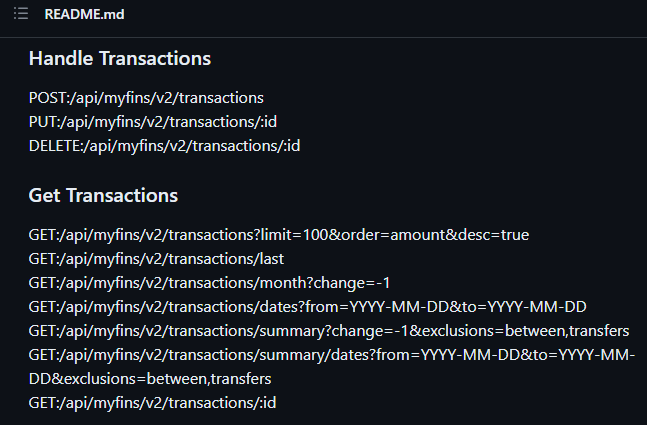 README.md
Handle Transactions
POST:/api/myfins/v2/transactions
PUT:/api/myfins/v2/transactions/:id
DELETE:/api/myfins/v2/transactions/:id
Get Transactions
GET:/api/myfins/v2/transactions?limit=100&order=amount&desc=true
GET:/api/myfins/v2/transactions/last
GET:/api/myfins/v2/transactions/month?change=-1
GET:/api/myfins/v2/transactions/dates?from=YYYY-MM-DD&to=YYYY-MM-DD
GET:/api/myfins/v2/transactions/summary?change=-1&exclusions=between,transfers
GET:/api/myfins/v2/transactions/summary/dates?from=YYYY-MM-DD&to=YYYY-MM-
DD&exclusions=between,transfers
GET:/api/myfins/v2/transactions/:id